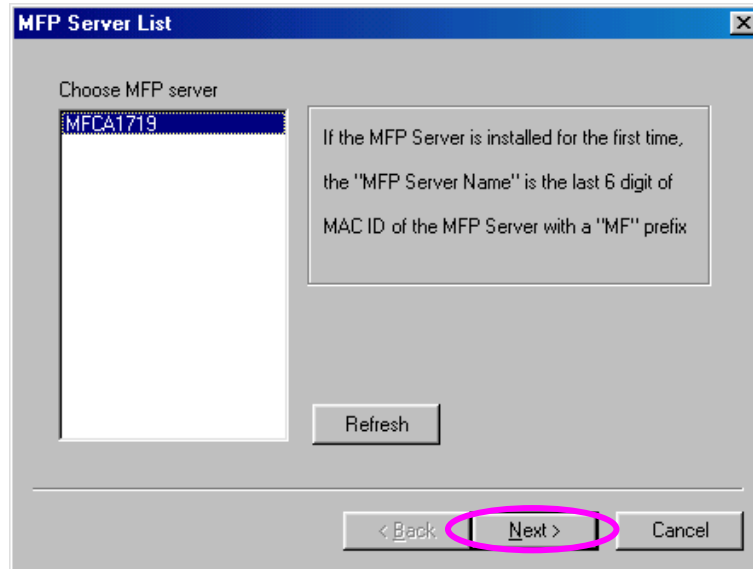 MFP Server List
Choose MFP server
MFCA1719
If the MFP Server is installed for the first time,
the "MFP Server Name" is the last 6 digit of
MAC ID of the MFP Server with a "MF" prefix
Refresh
< Back
Next >
Cancel